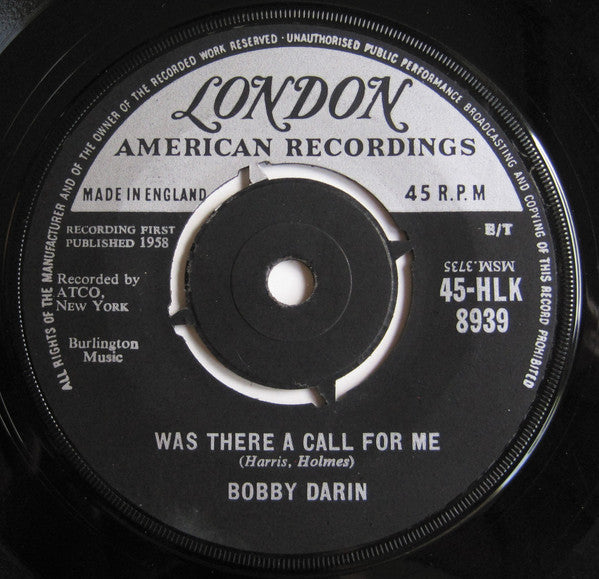 ALL RIGHTS OF THE MANUFACTURER AND OF THE OWNER OF THE RECORDED WORK RESERVED · UNAUTHORISED PUBLIC PERFORMANCE BROADCASTING AND COPYING OF THIS RECORD PROHIBITED
LONDON
AMERICAN RECORDINGS
MADE IN ENGLAND
45 R.P.M
RECORDING FIRST
PUBLISHED 1958
E/T
MSM.3735
Recorded by
ATCO,
New York
45-HLK
8939
Burlington
Music
WAS THERE A CALL FOR ME
(Harris, Holmes)
BOBBY DARIN